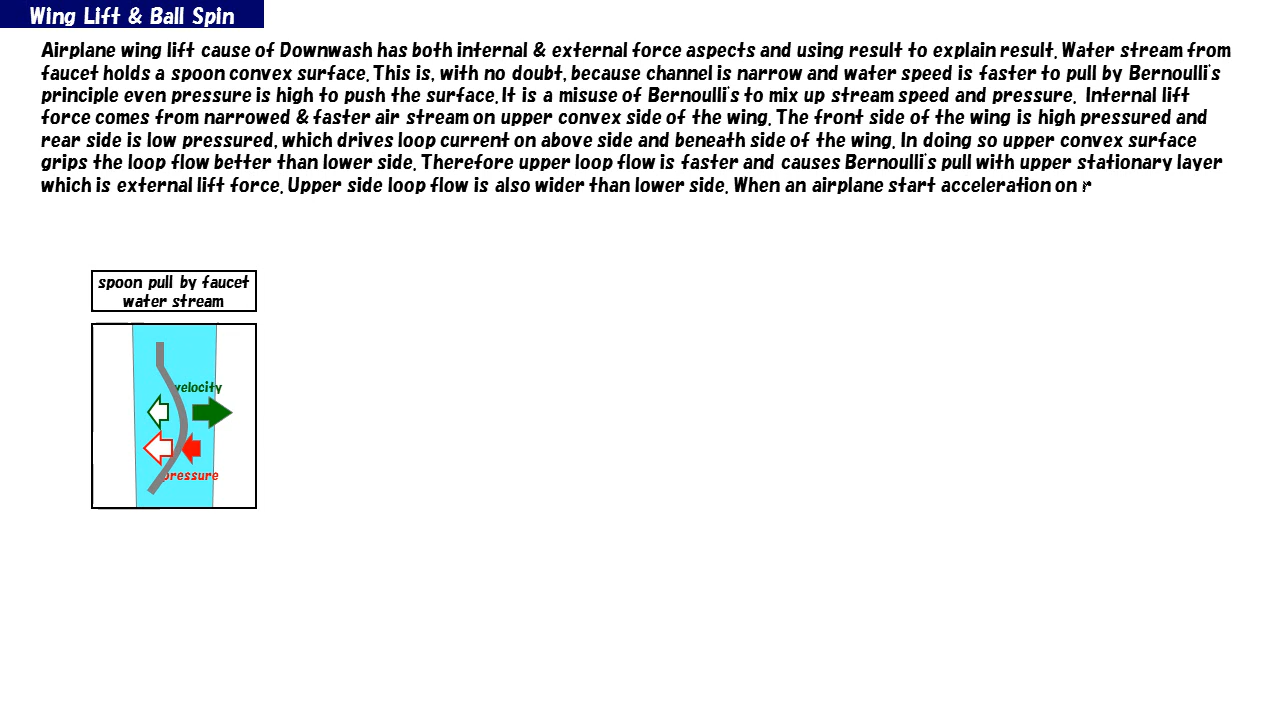 Wing Lift & Ball Spin
Airplane wing lift cause of Downwash has both internal & external force aspects and using result to explain result. Water stream from
faucet holds a spoon convex surface. This is, with no doubt, because channel is narrow and water speed is faster to pull by Bernoulli's
principle even pressure is high to push the surface. It is a misuse of Bernoulli's to mix up stream speed and pressure. Internal lift
force comes from narrowed & faster air stream on upper convex side of the wing. The front side of the wing is high pressured and
rear side is low pressured, which drives loop current on above side and beneath side of the wing. In doing so upper convex surface
grips the loop flow better than lower side. Therefore upper loop flow is faster and causes Bernoulli's pull with upper stationary layer
which is external lift force. Upper side loop flow is also wider than lower side. When an airplane start acceleration on
spoon pull by faucet
water stream
velocity
pressure